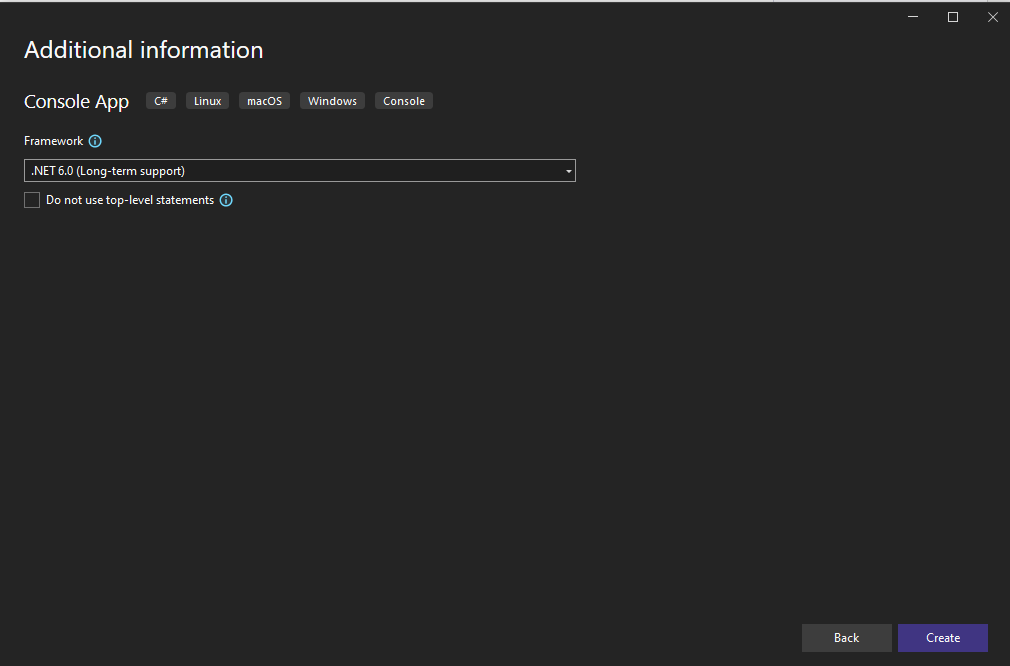 Additional information
Console App C# Linux macOS Windows Console
Framework
.NET 6.0 (Long-term support)
Do not use top-level statements
Back Create